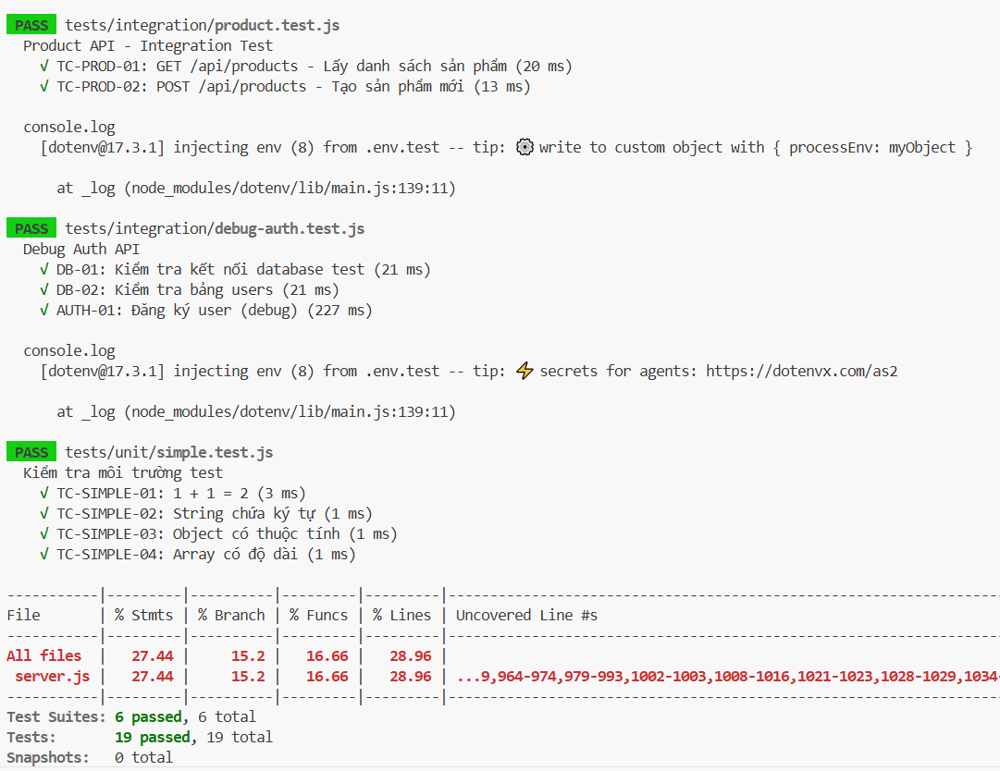 PASS tests/integration/product.test.js
Product API - Integration Test
√ TC-PROD-01: GET /api/products - Lấy danh sách sản phẩm (20 ms)
√ TC-PROD-02: POST /api/products - Tạo sản phẩm mới (13 ms)
console.log
[dotenv@17.3.1] injecting env (8) from .env.test -- tip: ⚙️ write to custom object with { processEnv: myObject }
at _log (node_modules/dotenv/lib/main.js:139:11)
PASS tests/integration/debug-auth.test.js
Debug Auth API
√ DB-01: Kiểm tra kết nối database test (21 ms)
√ DB-02: Kiểm tra bảng users (21 ms)
√ AUTH-01: Đăng ký user (debug) (227 ms)
console.log
[dotenv@17.3.1] injecting env (8) from .env.test -- tip: ⚡ secrets for agents: https://dotenvx.com/as2
at _log (node_modules/dotenv/lib/main.js:139:11)
PASS tests/unit/simple.test.js
Kiểm tra môi trường test
√ TC-SIMPLE-01: 1 + 1 = 2 (3 ms)
√ TC-SIMPLE-02: String chứa ký tự (1 ms)
√ TC-SIMPLE-03: Object có thuộc tính (1 ms)
√ TC-SIMPLE-04: Array có độ dài (1 ms)
-----------|---------|----------|---------|---------|-------------------------------------------------------------------
File | % Stmts | % Branch | % Funcs | % Lines | Uncovered Line #s
-----------|---------|----------|---------|---------|-------------------------------------------------------------------
All files | 27.44 | 15.2 | 16.66 | 28.96 |
server.js | 27.44 | 15.2 | 16.66 | 28.96 | ...9,964-974,979-993,1002-1003,1008-1016,1021-1023,1028-1029,1034-
-----------|---------|----------|---------|---------|-------------------------------------------------------------------
Test Suites: 6 passed, 6 total
Tests: 19 passed, 19 total
Snapshots: 0 total